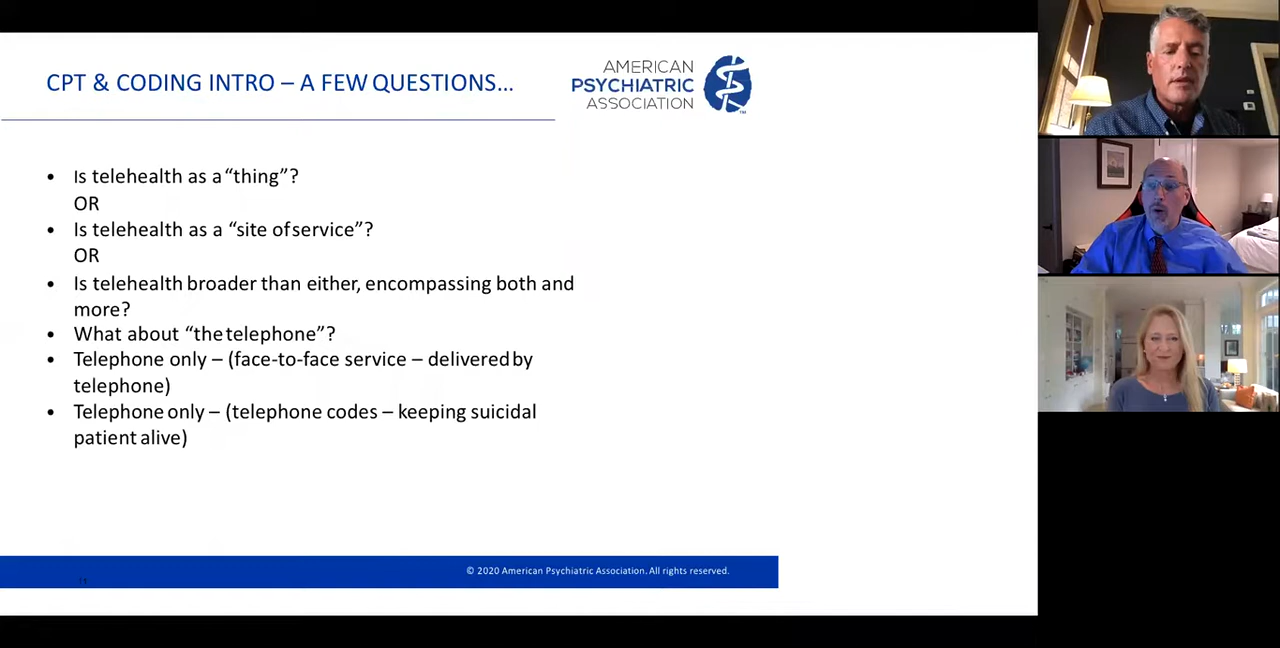 CPT & CODING INTRO – A FEW QUESTIONS...
AMERICAN
PSYCHIATRIC
ASSOCIATION
TM
• Is telehealth as a “thing”?
OR
• Is telehealth as a “site of service”?
OR
• Is telehealth broader than either, encompassing both and
more?
• What about “the telephone”?
• Telephone only – (face-to-face service – delivered by
telephone)
• Telephone only – (telephone codes – keeping suicidal
patient alive)
© 2020 American Psychiatric Association. All rights reserved.
11